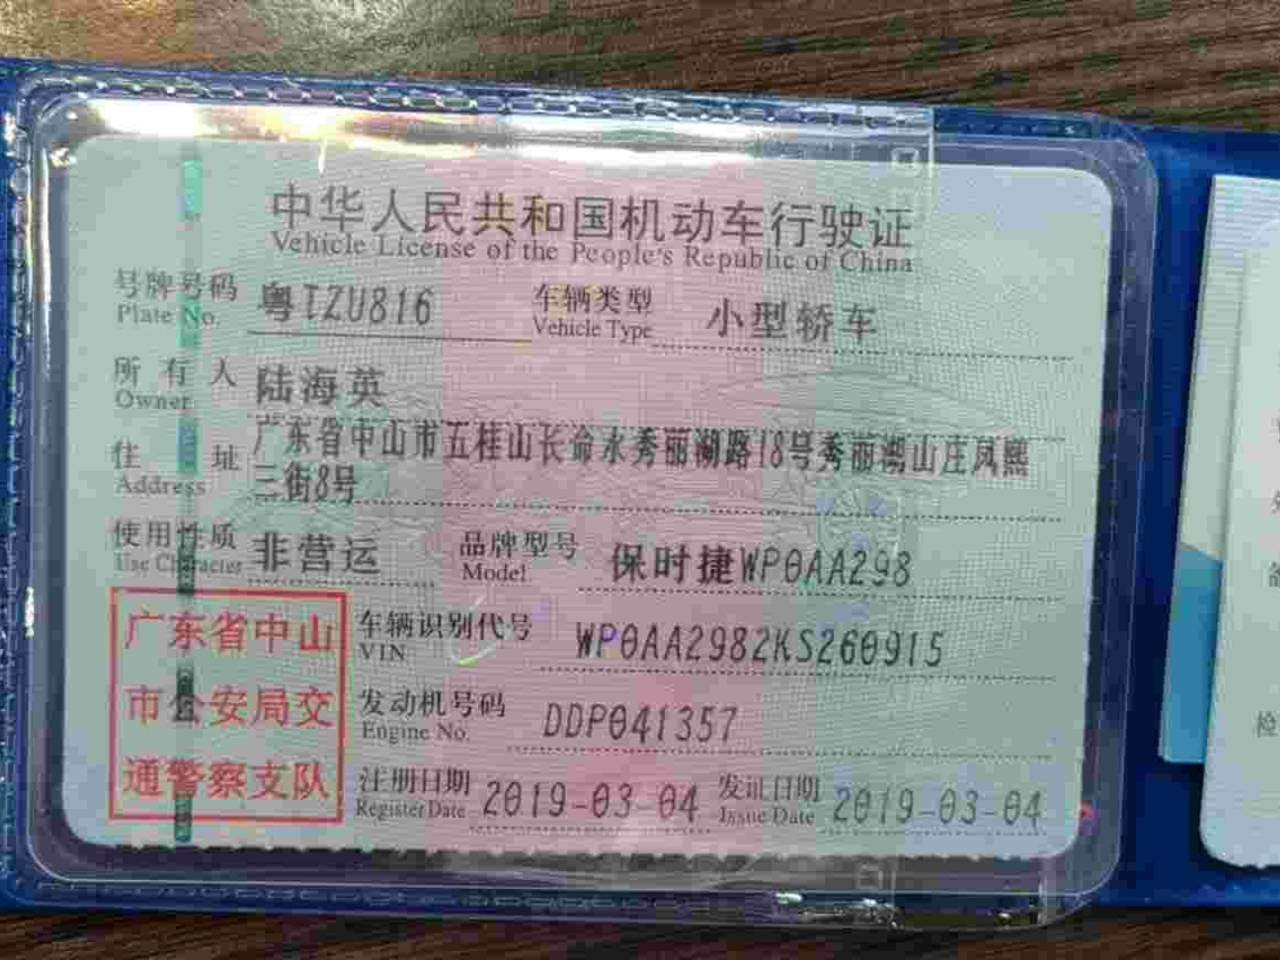 中华人民共和国机动车行驶证
Vehicle License of the People's Republic of China
号牌号码 粤TZU816 车辆类型 小型轿车
Plate No. Vehicle Type
所有人 陆海英
Owner
住址 广东省中山市五桂山长命水秀丽湖路18号秀丽湖山庄凤熙
Address 三街8号
使用性质 非营运 品牌型号 保时捷WP0AA298
Use Character Model
广东省中山
市公安局交
通警察支队
车辆识别代号 WP0AA2982KS260915
VIN
发动机号码 DDP041357
Engine No.
注册日期 2019-03-04 发证日期 2019-03-04
Register Date Issue Date
检